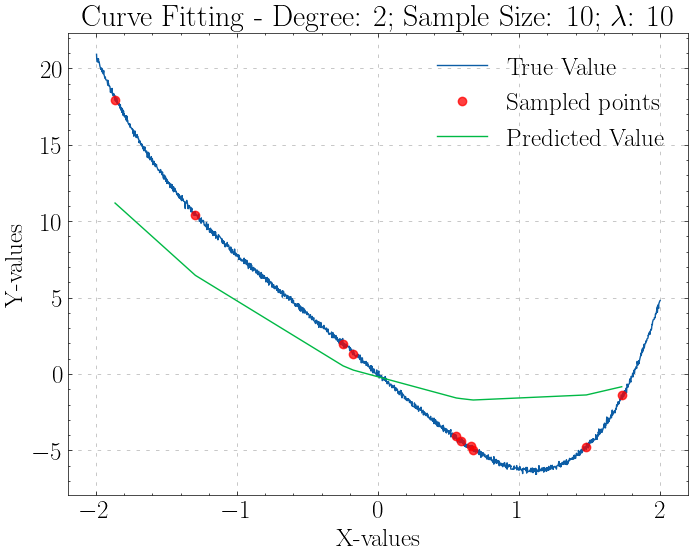 Curve Fitting - Degree: 2; Sample Size: 10; λ: 10
True Value
Sampled points
Predicted Value
Y-values
20
15
10
5
0
−5
−2
−1
0
1
2
X-values